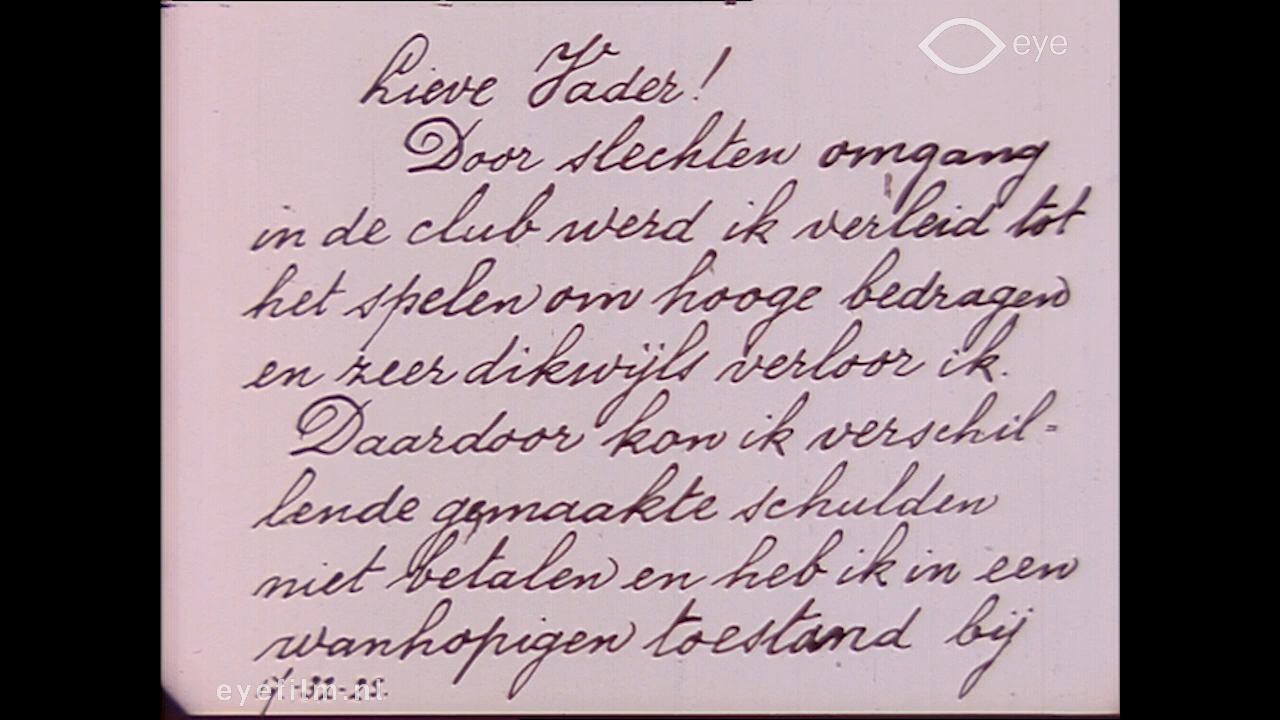 eye
Lieve Vader!
Door slechten omgang
in de club werd ik verleid tot
het spelen om hooge bedragen
en zeer dikwijls verloor ik.
Daardoor kon ik verschil-
lende gemaakte schulden
niet betalen en heb ik in een
wanhopigen toestand bij
eyefilm.nl